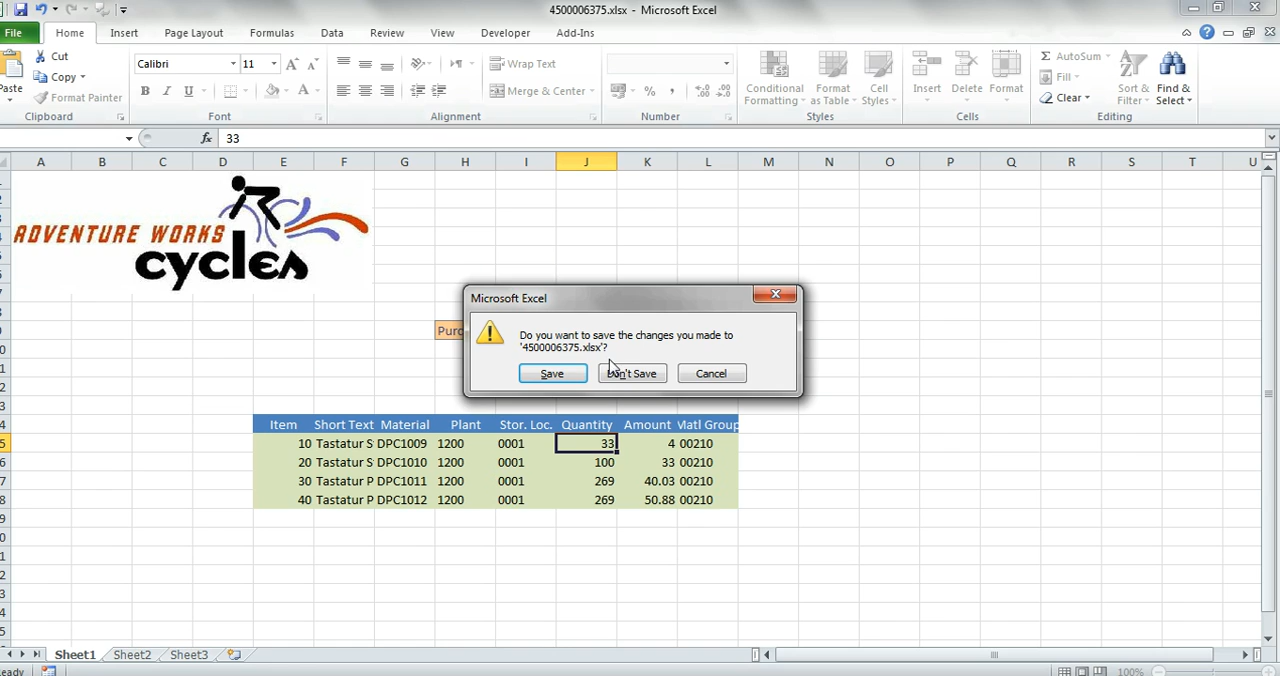 4500006375.xlsx - Microsoft Excel
File Home Insert Page Layout Formulas Data Review View Developer Add-Ins
Cut
Copy
Format Painter
Paste
Clipboard
Calibri 11
B I U
Font
Wrap Text
Merge & Center
Alignment
Number
Conditional Formatting
Format as Table
Cell Styles
Styles
Insert Delete Format
Cells
AutoSum
Fill
Clear
Sort & Filter
Find & Select
Editing
fx 33
A B C D E F G H I J K L M N O P Q R S T U
ADVENTURE WORKS
cycles
Microsoft Excel
Do you want to save the changes you made to
'4500006375.xlsx'?
Save Don't Save Cancel
Purc
Item Short Text Material Plant Stor. Loc. Quantity Amount Matl Group
10 Tastatur S DPC1009 1200 0001 33 4 00210
20 Tastatur S DPC1010 1200 0001 100 33 00210
30 Tastatur P DPC1011 1200 0001 269 40.03 00210
40 Tastatur P DPC1012 1200 0001 269 50.88 00210
Sheet1 Sheet2 Sheet3
eady 100%